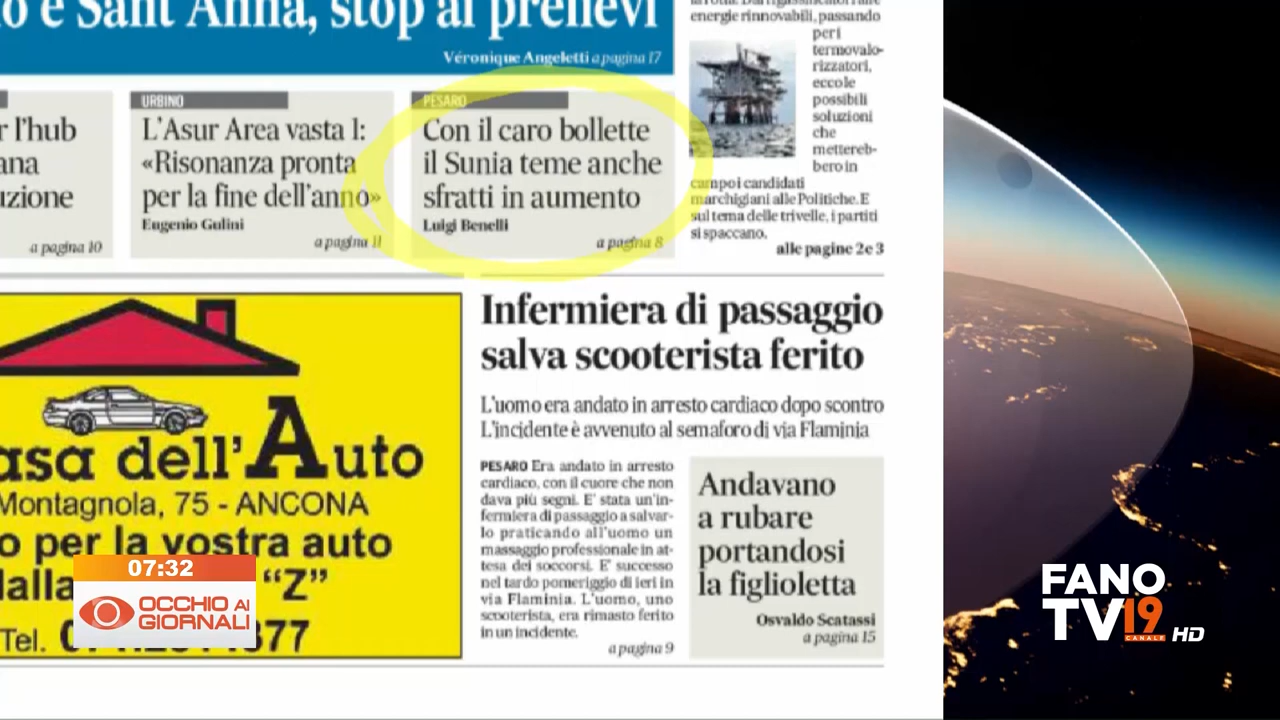 o e Sant'Anna, stop ai prelievi
Véronique Angeletti a pagina 17
r l'hub
ana
uzione
a pagina 10
URBINO
L'Asur Area vasta 1:
«Risonanza pronta
per la fine dell'anno»
Eugenio Gulini
a pagina 11
PESARO
Con il caro bollette
il Sunia teme anche
sfratti in aumento
Luigi Benelli
a pagina 8
energie rinnovabili, passando
per i
termovalo-
rizzatori,
ecco le
possibili
soluzioni
che
mettereb-
bero in
campo i candidati
marchigiani alle Politiche. E
sul tema delle trivelle, i partiti
si spaccano.
alle pagine 2 e 3
asa dell'Auto
Montagnola, 75 - ANCONA
o per la vostra auto
dalla “Z”
Tel. 0 377
Infermiera di passaggio
salva scooterista ferito
L'uomo era andato in arresto cardiaco dopo scontro
L'incidente è avvenuto al semaforo di via Flaminia
PESARO Era andato in arresto
cardiaco, con il cuore che non
dava più segni. E' stata un'in-
fermiera di passaggio a salvar-
lo praticando all'uomo un
massaggio professionale in at-
tesa dei soccorsi. E' successo
nel tardo pomeriggio di ieri in
via Flaminia. L'uomo, uno
scooterista, era rimasto ferito
in un incidente.
a pagina 9
Andavano
a rubare
portandosi
la figlioletta
Osvaldo Scatassi
a pagina 15
07:32
OCCHIO AI
GIORNALI
FANO
TV19
CANALE HD